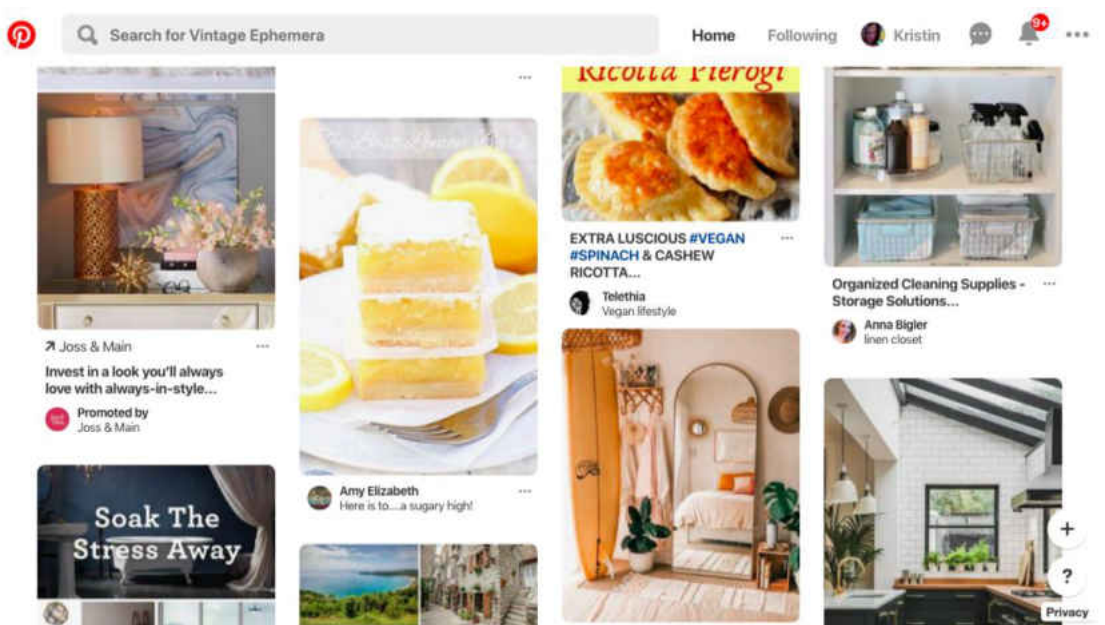 Search for Vintage Ephemera
Home
Following
Kristin
9+
Joss & Main
Invest in a look you'll always
love with always-in-style...
Promoted by
Joss & Main
Soak The
Stress Away
Amy Elizabeth
Here is to....a sugary high!
Ricotta Pierogi
EXTRA LUSCIOUS #VEGAN
#SPINACH & CASHEW
RICOTTA...
Telethia
Vegan lifestyle
Organized Cleaning Supplies -
Storage Solutions...
Anna Bigler
linen closet
+
?
Privacy